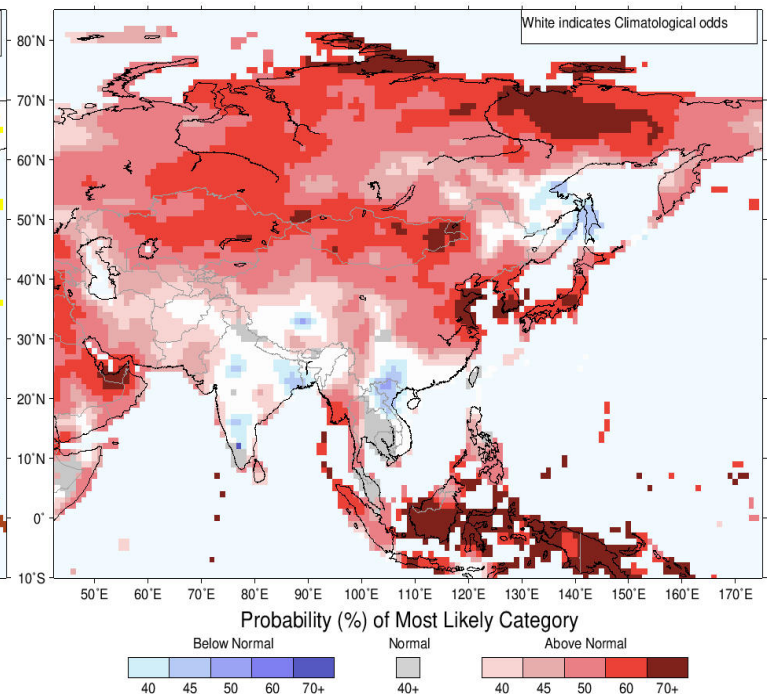 White indicates Climatological odds
80°N
70°N
60°N
50°N
40°N
30°N
20°N
10°N
0°
10°S
50°E 60°E 70°E 80°E 90°E 100°E 110°E 120°E 130°E 140°E 150°E 160°E 170°E
Probability (%) of Most Likely Category
Below Normal Normal Above Normal
40 45 50 60 70+ 40+ 40 45 50 60 70+